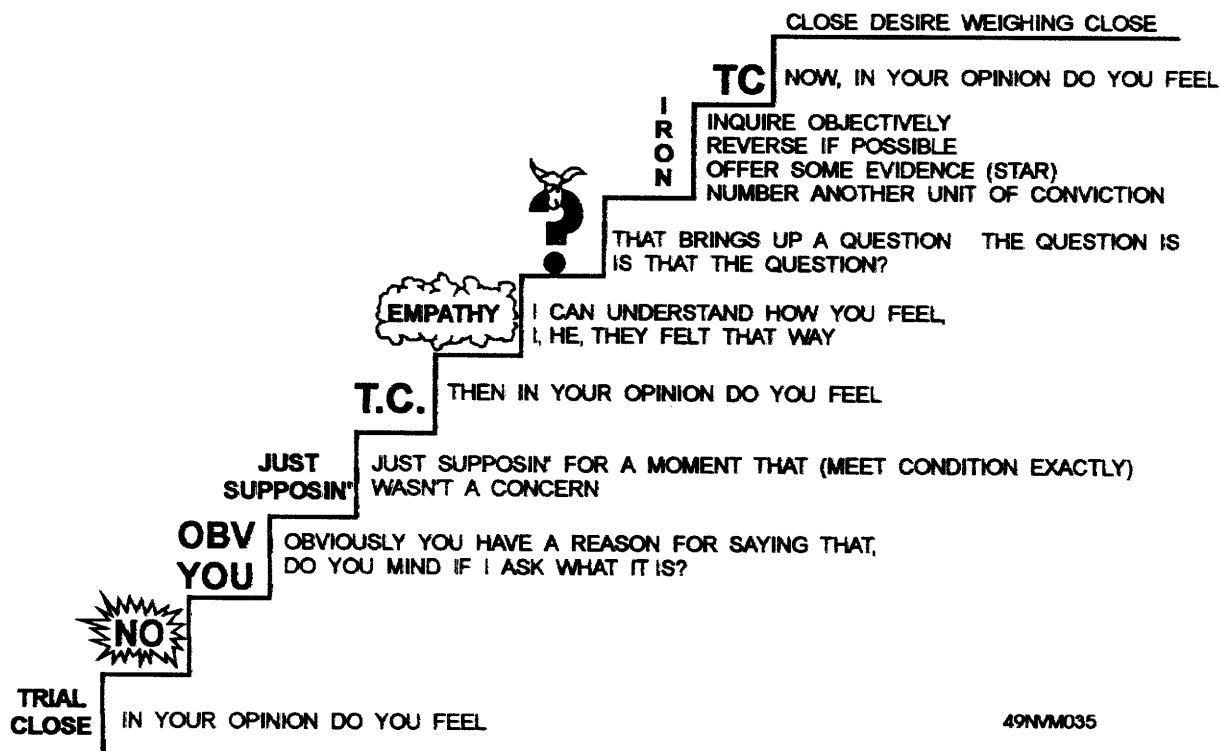 CLOSE DESIRE WEIGHING CLOSE
TC
NOW, IN YOUR OPINION DO YOU FEEL
IRON
INQUIRE OBJECTIVELY
REVERSE IF POSSIBLE
OFFER SOME EVIDENCE (STAR)
NUMBER ANOTHER UNIT OF CONVICTION
?
THAT BRINGS UP A QUESTION THE QUESTION IS
IS THAT THE QUESTION?
EMPATHY
I CAN UNDERSTAND HOW YOU FEEL,
I, HE, THEY FELT THAT WAY
T.C.
THEN IN YOUR OPINION DO YOU FEEL
JUST
SUPPOSIN'
JUST SUPPOSIN' FOR A MOMENT THAT (MEET CONDITION EXACTLY)
WASN'T A CONCERN
OBV
YOU
OBVIOUSLY YOU HAVE A REASON FOR SAYING THAT,
DO YOU MIND IF I ASK WHAT IT IS?
NO
TRIAL
CLOSE
IN YOUR OPINION DO YOU FEEL
49NVM035